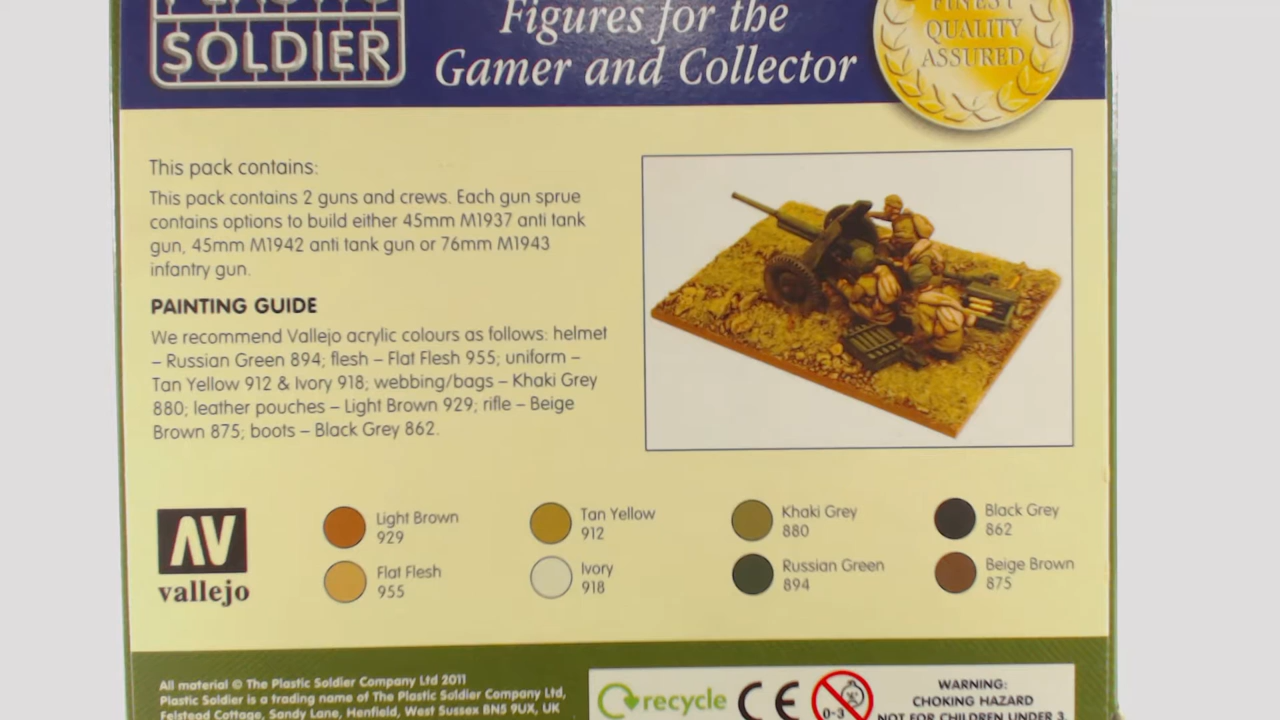 PLASTIC
SOLDIER
Figures for the
Gamer and Collector
FINEST
QUALITY
ASSURED
This pack contains:
This pack contains 2 guns and crews. Each gun sprue
contains options to build either 45mm M1937 anti tank
gun, 45mm M1942 anti tank gun or 76mm M1943
infantry gun.
PAINTING GUIDE
We recommend Vallejo acrylic colours as follows: helmet
– Russian Green 894; flesh – Flat Flesh 955; uniform –
Tan Yellow 912 & Ivory 918; webbing/bags – Khaki Grey
880; leather pouches – Light Brown 929; rifle – Beige
Brown 875; boots – Black Grey 862.
AV
vallejo
Light Brown
929
Tan Yellow
912
Khaki Grey
880
Black Grey
862
Flat Flesh
955
Ivory
918
Russian Green
894
Beige Brown
875
All material © The Plastic Soldier Company Ltd 2011
Plastic Soldier is a trading name of The Plastic Soldier Company Ltd,
Felstead Cottage, Sandy Lane, Henfield, West Sussex BN5 9UX, UK
recycle
CE
0-3
WARNING:
CHOKING HAZARD
NOT FOR CHILDREN UNDER 3